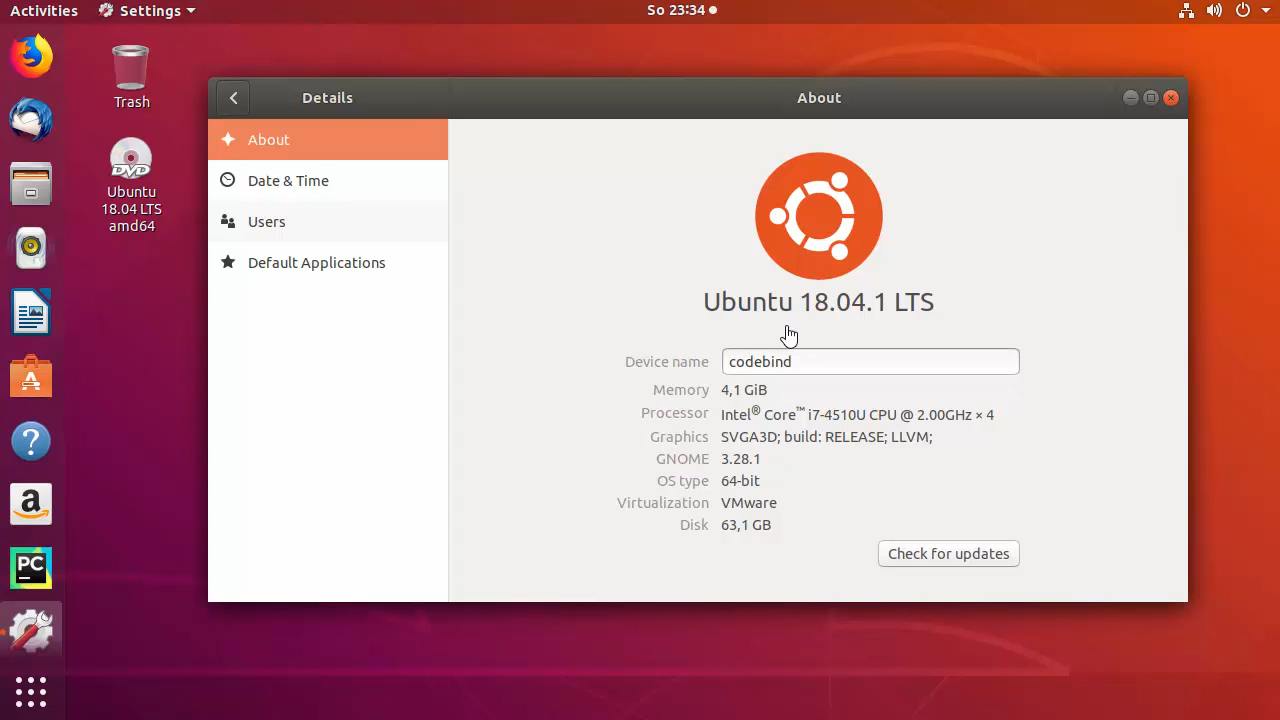 Activities
Settings
So 23:34
Trash
DVD
Ubuntu
18.04 LTS
amd64
Details
About
About
Date & Time
Users
Default Applications
Ubuntu 18.04.1 LTS
Device name codebind
Memory 4,1 GiB
Processor Intel® Core™ i7-4510U CPU @ 2.00GHz × 4
Graphics SVGA3D; build: RELEASE; LLVM;
GNOME 3.28.1
OS type 64-bit
Virtualization VMware
Disk 63,1 GB
Check for updates
A
?
a
PC